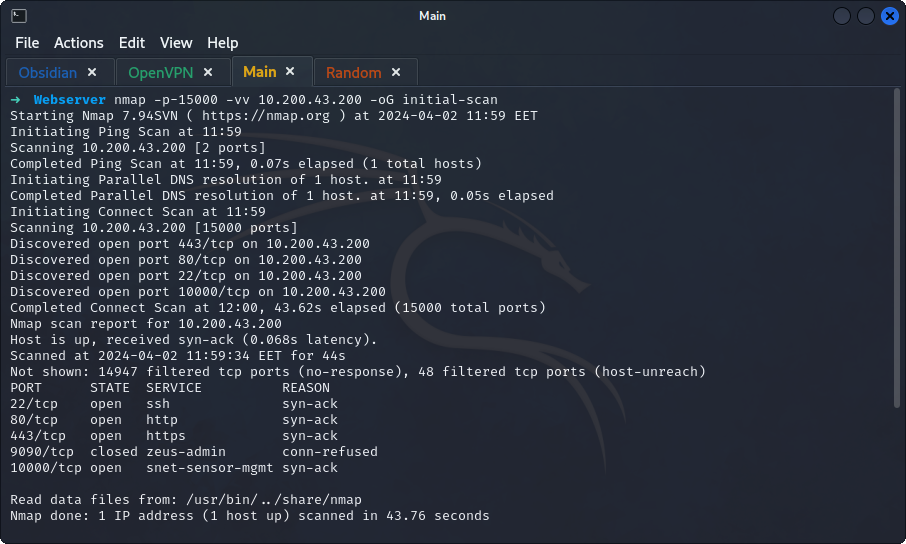 Main
File Actions Edit View Help
Obsidian × OpenVPN × Main × Random ×
→ Webserver nmap -p-15000 -vv 10.200.43.200 -oG initial-scan
Starting Nmap 7.94SVN ( https://nmap.org ) at 2024-04-02 11:59 EET
Initiating Ping Scan at 11:59
Scanning 10.200.43.200 [2 ports]
Completed Ping Scan at 11:59, 0.07s elapsed (1 total hosts)
Initiating Parallel DNS resolution of 1 host. at 11:59
Completed Parallel DNS resolution of 1 host. at 11:59, 0.05s elapsed
Initiating Connect Scan at 11:59
Scanning 10.200.43.200 [15000 ports]
Discovered open port 443/tcp on 10.200.43.200
Discovered open port 80/tcp on 10.200.43.200
Discovered open port 22/tcp on 10.200.43.200
Discovered open port 10000/tcp on 10.200.43.200
Completed Connect Scan at 12:00, 43.62s elapsed (15000 total ports)
Nmap scan report for 10.200.43.200
Host is up, received syn-ack (0.068s latency).
Scanned at 2024-04-02 11:59:34 EET for 44s
Not shown: 14947 filtered tcp ports (no-response), 48 filtered tcp ports (host-unreach)
PORT      STATE  SERVICE          REASON
22/tcp    open   ssh              syn-ack
80/tcp    open   http             syn-ack
443/tcp   open   https            syn-ack
9090/tcp  closed zeus-admin       conn-refused
10000/tcp open   snet-sensor-mgmt syn-ack
Read data files from: /usr/bin/../share/nmap
Nmap done: 1 IP address (1 host up) scanned in 43.76 seconds